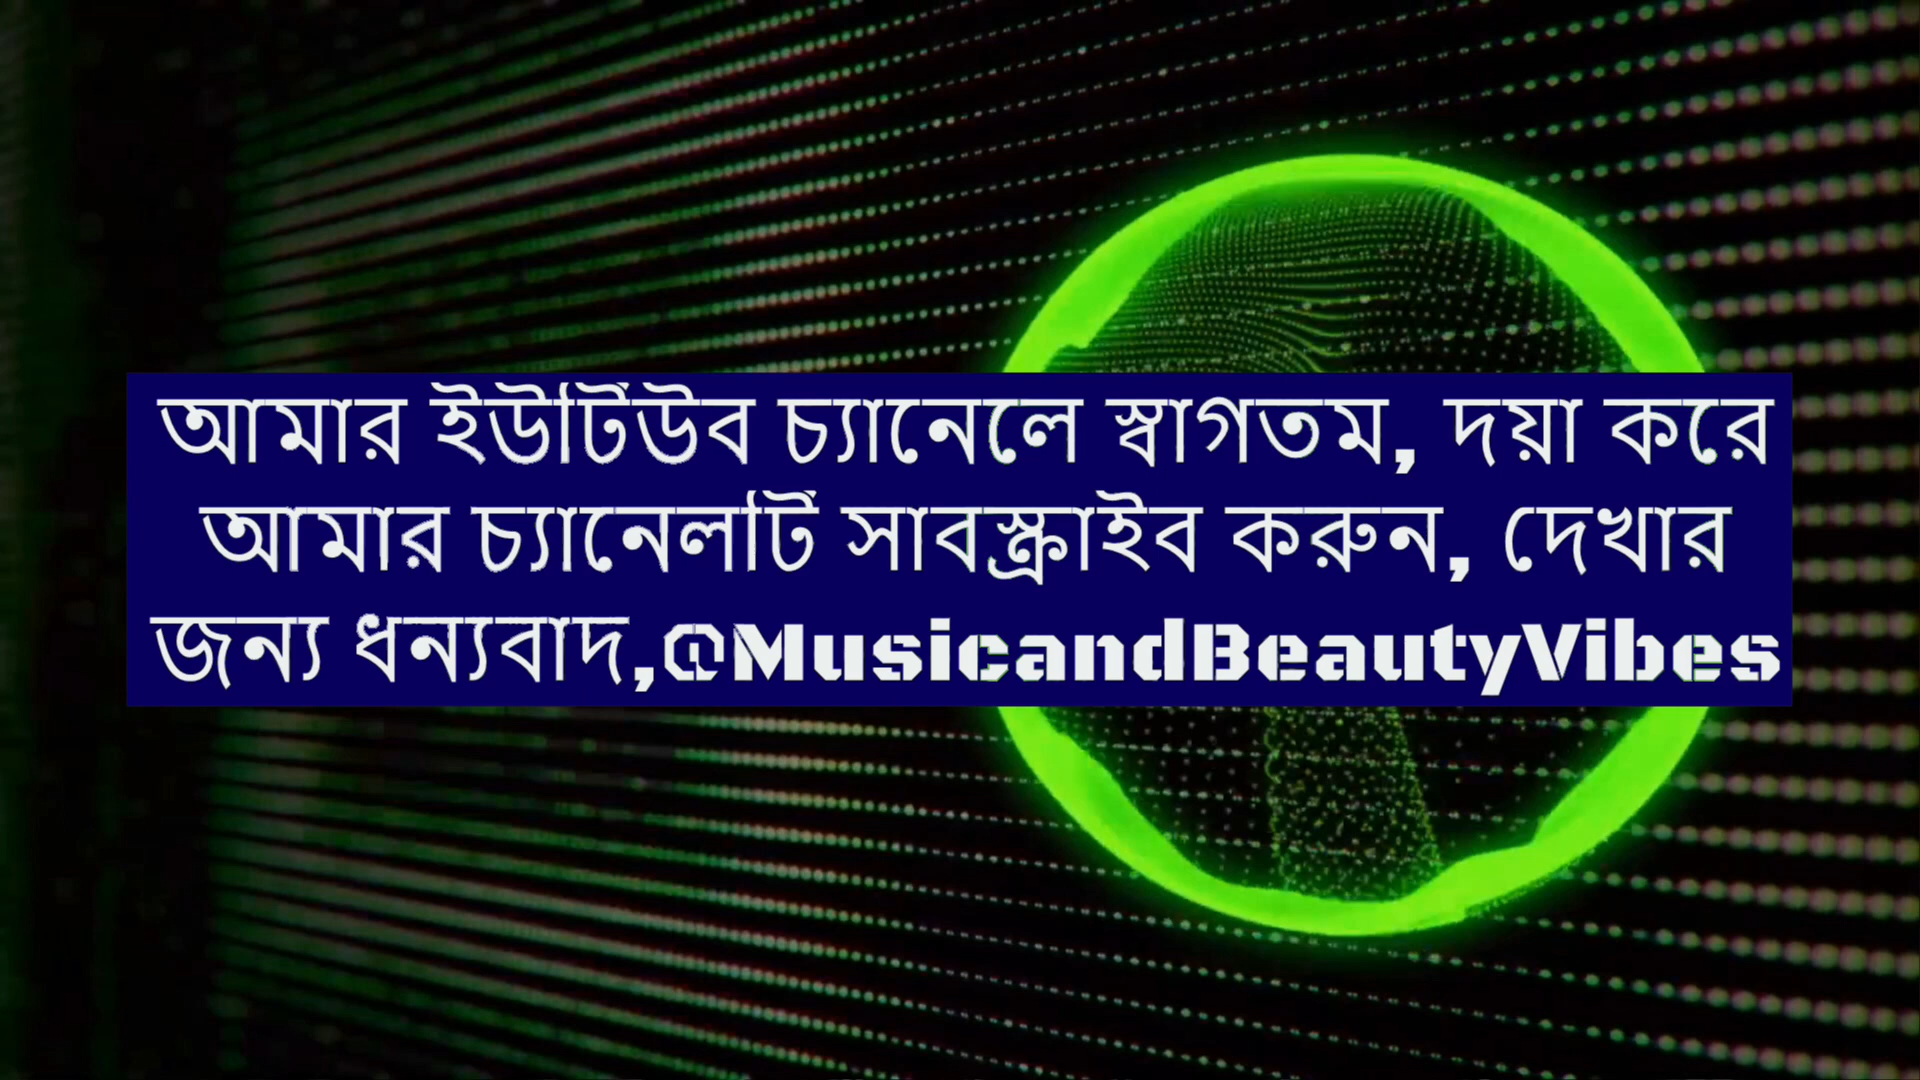 আমার ইউটিউব চ্যানেলে স্বাগতম, দয়া করে
আমার চ্যানেলটি সাবস্ক্রাইব করুন, দেখার
জন্য ধন্যবাদ,@MusicandBeautyVibes